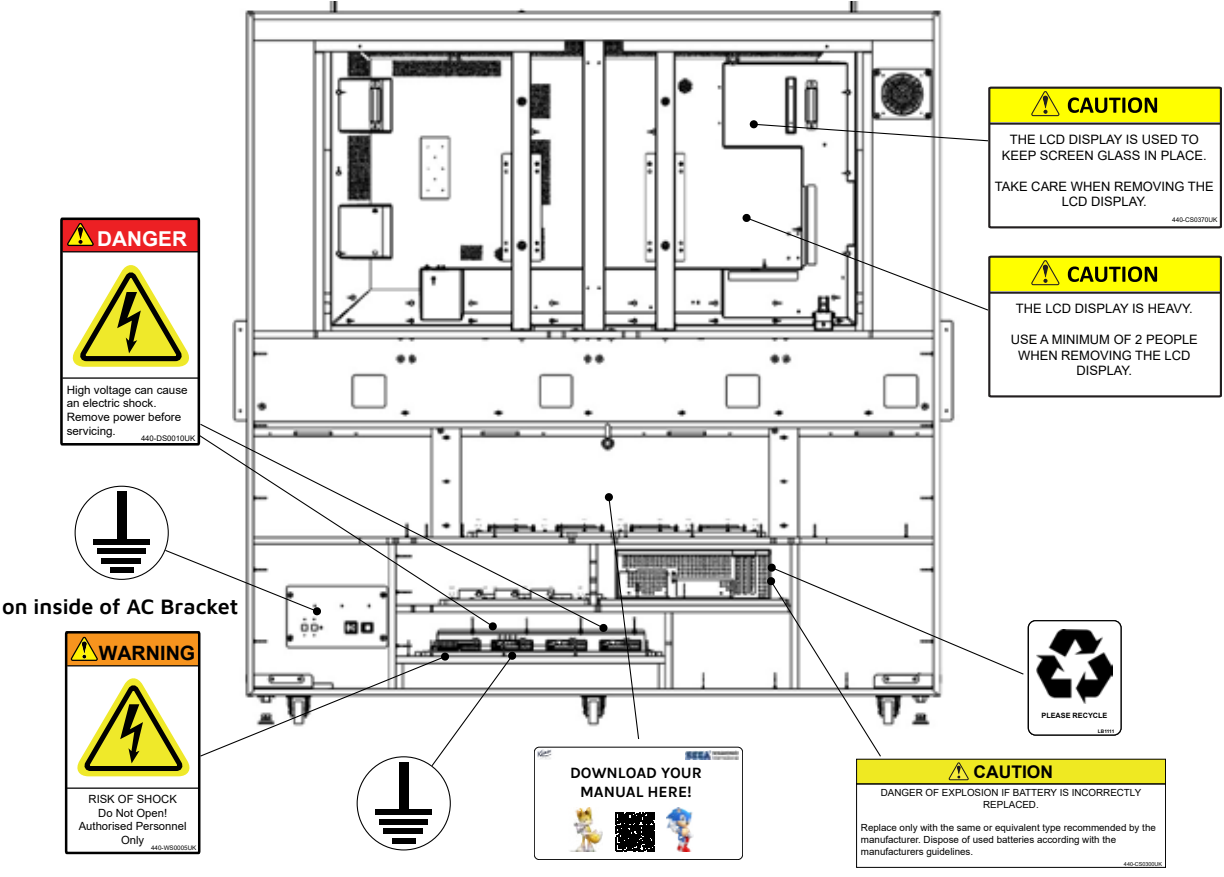 CAUTION
THE LCD DISPLAY IS USED TO
KEEP SCREEN GLASS IN PLACE.
TAKE CARE WHEN REMOVING THE
LCD DISPLAY.
440-CS0370UK
CAUTION
THE LCD DISPLAY IS HEAVY.
USE A MINIMUM OF 2 PEOPLE
WHEN REMOVING THE LCD
DISPLAY.
DANGER
High voltage can cause
an electric shock.
Remove power before
servicing.
440-DS0010UK
on inside of AC Bracket
WARNING
RISK OF SHOCK
Do Not Open!
Authorised Personnel
Only
440-WS0005UK
PLEASE RECYCLE
LB1111
SEGA
DOWNLOAD YOUR
MANUAL HERE!
CAUTION
DANGER OF EXPLOSION IF BATTERY IS INCORRECTLY
REPLACED.
Replace only with the same or equivalent type recommended by the
manufacturer. Dispose of used batteries according with the
manufacturers guidelines.
440-CS0300UK